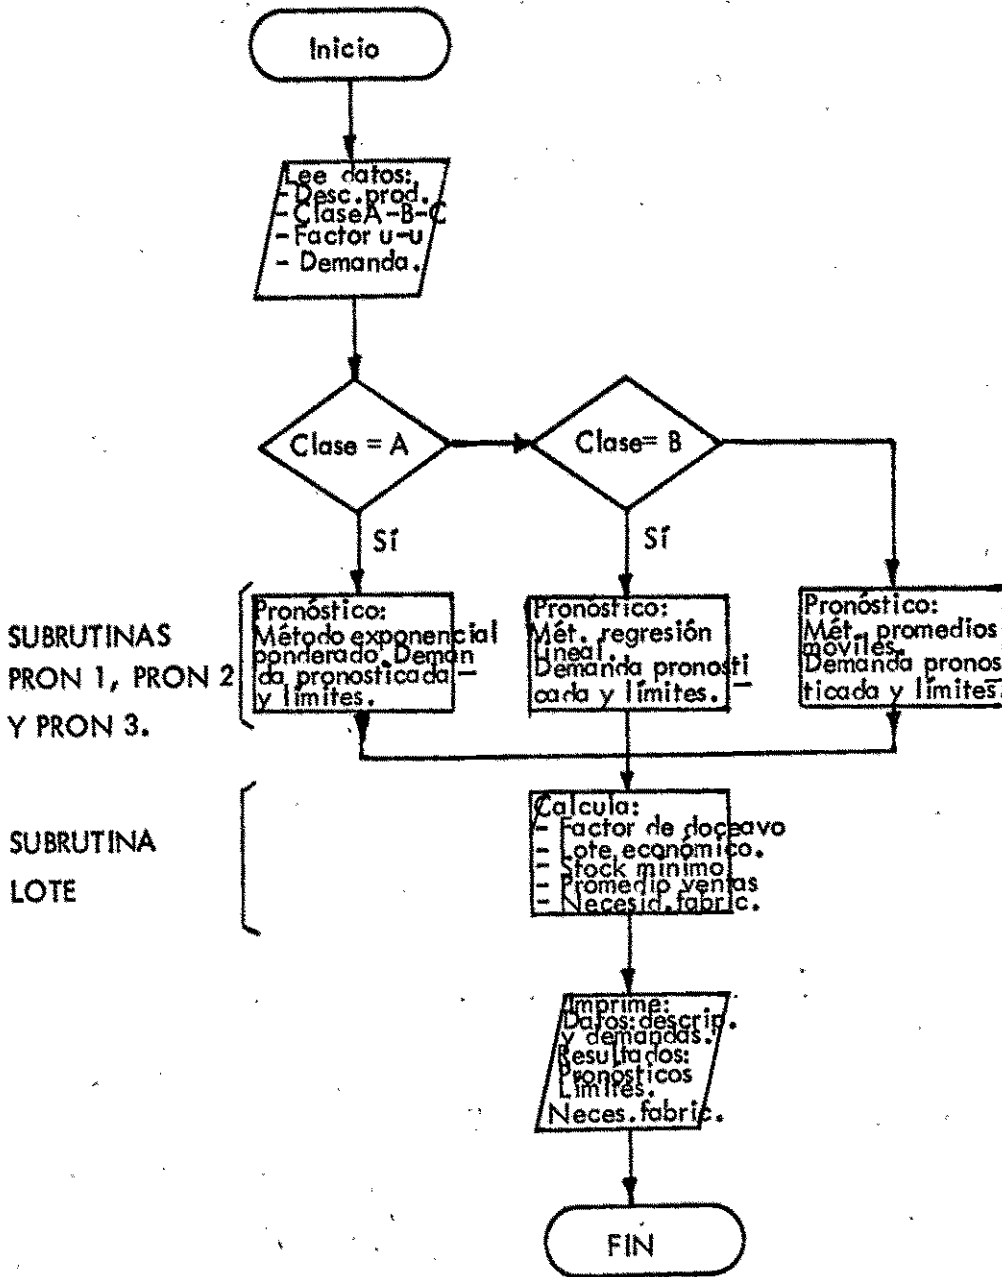 Inicio
Lee datos:
- Desc.prod.
- Clase A-B-C
- Factor u-u
- Demanda.
Clase = A
Clase= B
Sí
Sí
SUBRUTINAS
PRON 1, PRON 2
Y PRON 3.
Pronóstico:
Método exponencial
ponderado. Deman
da pronosticada –
y límites.
Pronóstico:
Mét. regresión
lineal.
Demanda pronosti
cada y límites. –
Pronóstico:
Mét. promedios
móviles.
Demanda pronos
ticada y límites.
SUBRUTINA
LOTE
Calcula:
- Factor de doceavo
- Lote económico.
- Stock mínimo
- Promedio ventas
- Necesid.fabric.
Imprime:
Datos:descrip.
y demandas.
Resultados:
Pronósticos
Límites.
Neces.fabric.
FIN